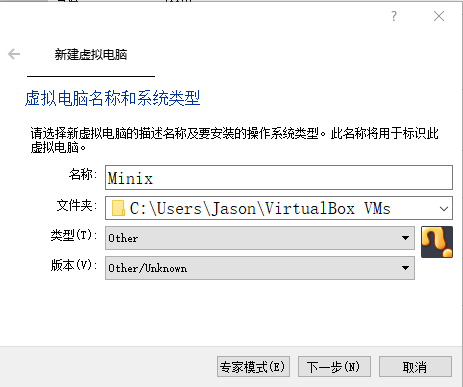 新建虚拟电脑
虚拟电脑名称和系统类型
请选择新虚拟电脑的描述名称及要安装的操作系统类型。此名称将用于标识此
虚拟电脑。
名称: Minix
文件夹: C:\Users\Jason\VirtualBox VMs
类型(T): Other
版本(V): Other/Unknown
专家模式(E) 下一步(N) 取消